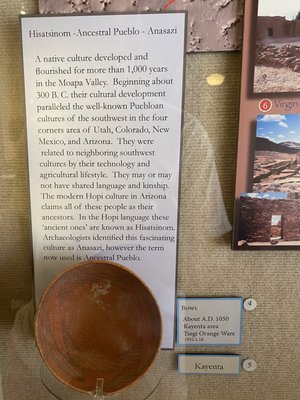 Hisatsinom -Ancestral Pueblo - Anasazi
A native culture developed and
flourished for more than 1,000 years
in the Moapa Valley. Beginning about
300 B. C. their cultural development
paralleled the well-known Puebloan
cultures of the southwest in the four
corners area of Utah, Colorado, New
Mexico, and Arizona. They were
related to neighboring southwest
cultures by their technology and
agricultural lifestyle. They may or may
not have shared language and kinship.
The modern Hopi culture in Arizona
claims all of these people as their
ancestors. In the Hopi language these
'ancient ones' are known as Hisatsinom.
Archaeologists identified this fascinating
culture as Anasazi, however the term
now used is Ancestral Pueblo.
6 Virgin
Bowl
About A.D. 1050
Kayenta area
Tsegi Orange Ware
4
Kayenta
5